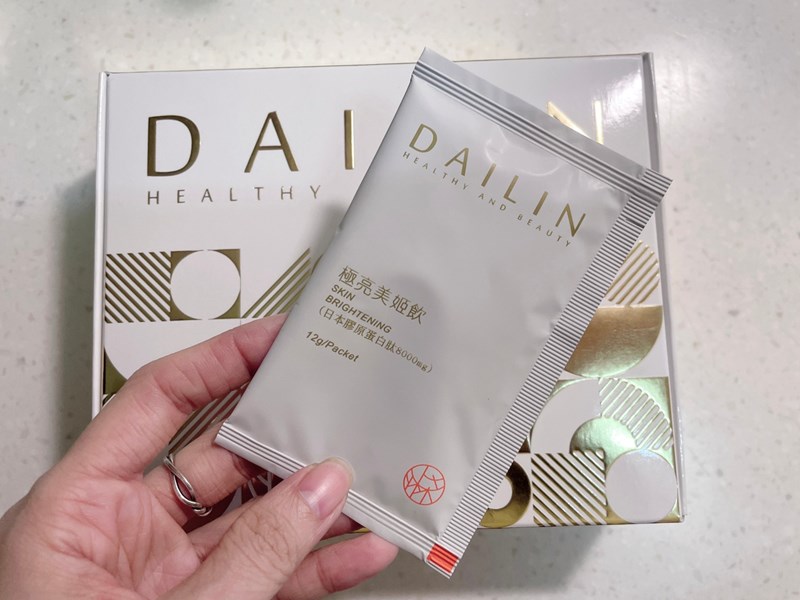 DAI N
HEALTHY
DAILIN
HEALTHY AND BEAUTY
極亮美姬飲
SKIN
BRIGHTENING
(日本膠原蛋白肽8000mg)
12g/Packet